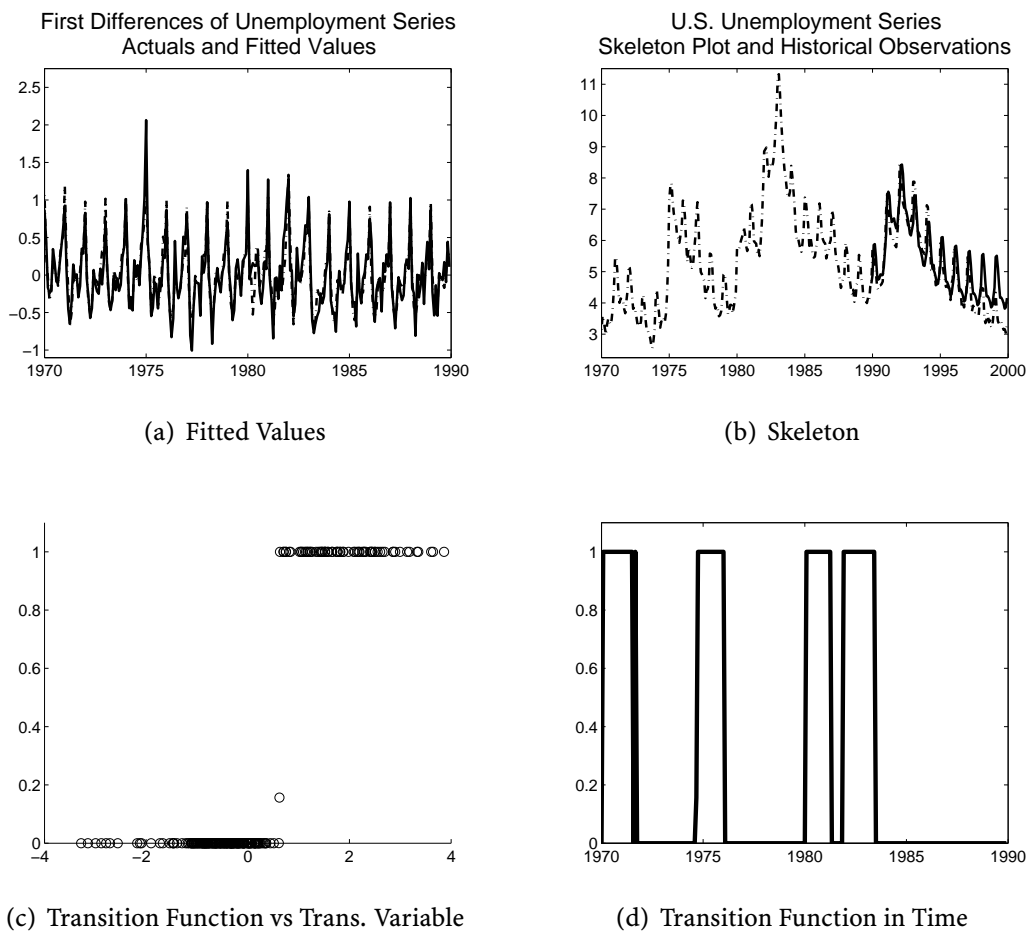 First Differences of Unemployment Series
Actuals and Fitted Values
2.5
2
1.5
1
0.5
0
−0.5
−1
1970 1975 1980 1985 1990
(a) Fitted Values
U.S. Unemployment Series
Skeleton Plot and Historical Observations
11
10
9
8
7
6
5
4
3
1970 1975 1980 1985 1990 1995 2000
(b) Skeleton
1
0.8
0.6
0.4
0.2
0
−4 −2 0 2 4
(c) Transition Function vs Trans. Variable
1
0.8
0.6
0.4
0.2
0
1970 1975 1980 1985 1990
(d) Transition Function in Time